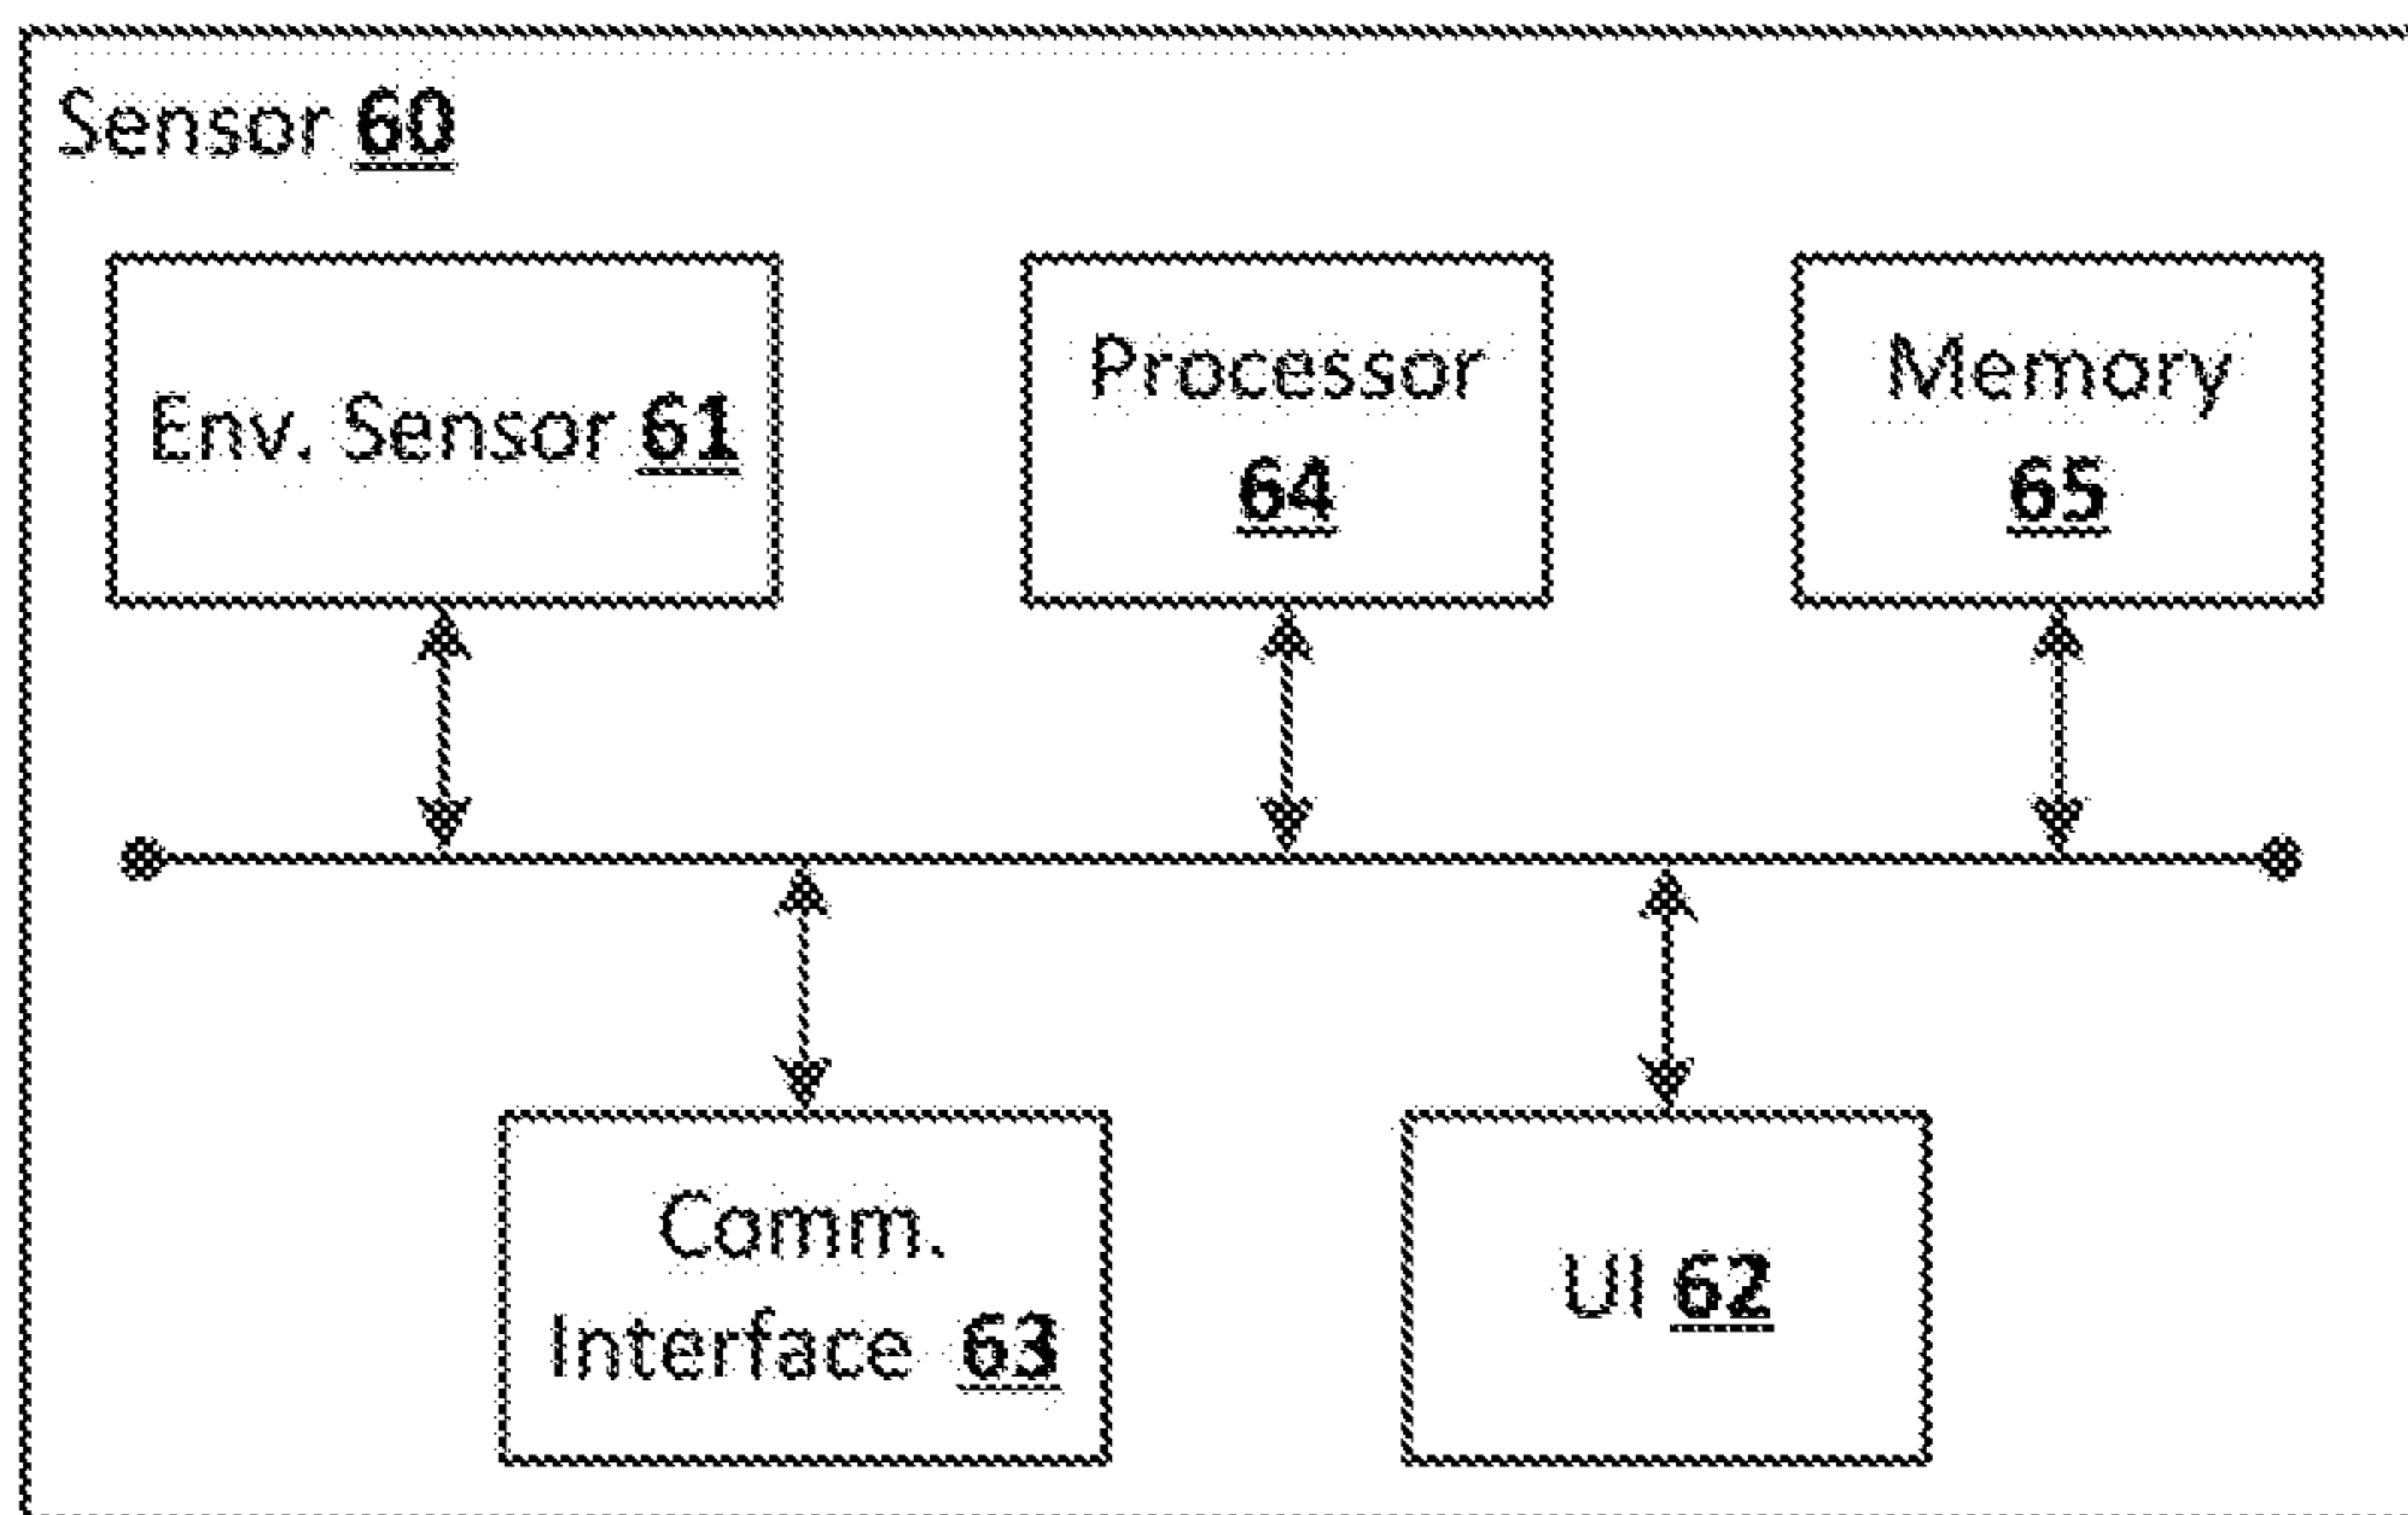 Sensor 60
Env. Sensor 61
Processor
64
Memory
65
Comm.
Interface 63
UI 62